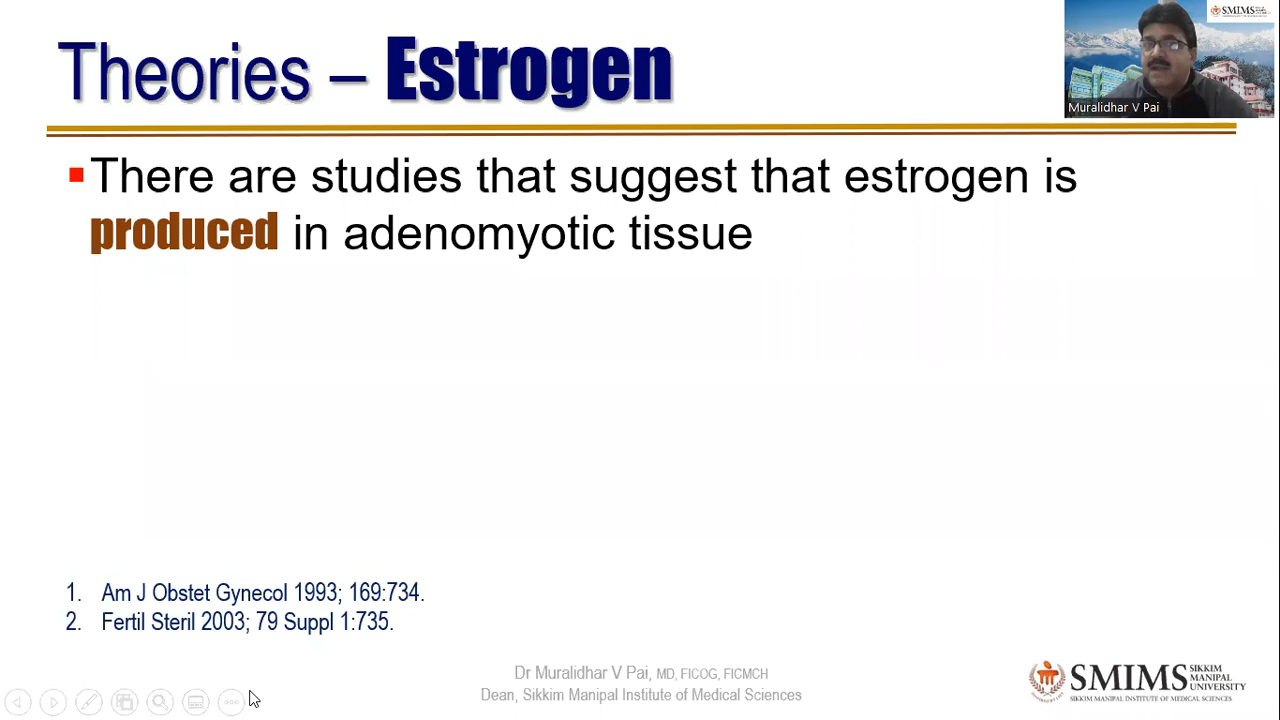 Theories – Estrogen
SMIMS
Muralidhar V Pai
▪There are studies that suggest that estrogen is
produced in adenomyotic tissue
1. Am J Obstet Gynecol 1993; 169:734.
2. Fertil Steril 2003; 79 Suppl 1:735.
Dr Muralidhar V Pai, MD, FICOG, FICMCH
Dean, Sikkim Manipal Institute of Medical Sciences
SMIMS SIKKIM
MANIPAL
UNIVERSITY
SIKKIM MANIPAL INSTITUTE OF MEDICAL SCIENCES